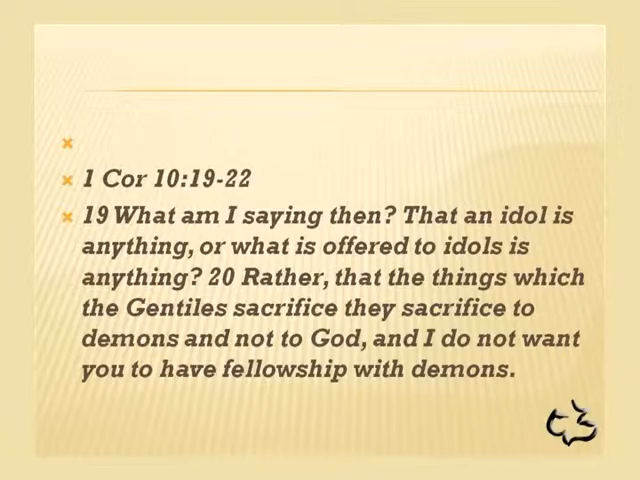 1 Cor 10:19-22
19 What am I saying then? That an idol is
anything, or what is offered to idols is
anything? 20 Rather, that the things which
the Gentiles sacrifice they sacrifice to
demons and not to God, and I do not want
you to have fellowship with demons.